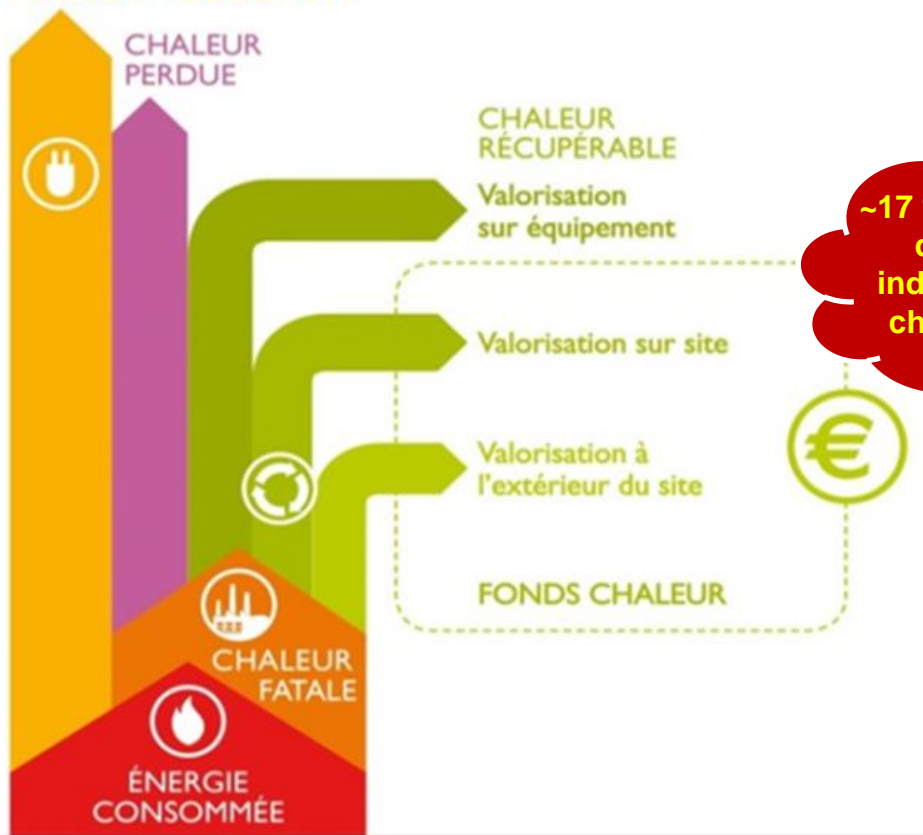 CHALEUR
PERDUE
CHALEUR
RÉCUPÉRABLE
Valorisation
sur équipement
~17
ind
ch
Valorisation sur site
€
Valorisation à
l'extérieur du site
FONDS CHALEUR
CHALEUR
FATALE
ÉNERGIE
CONSOMMÉE